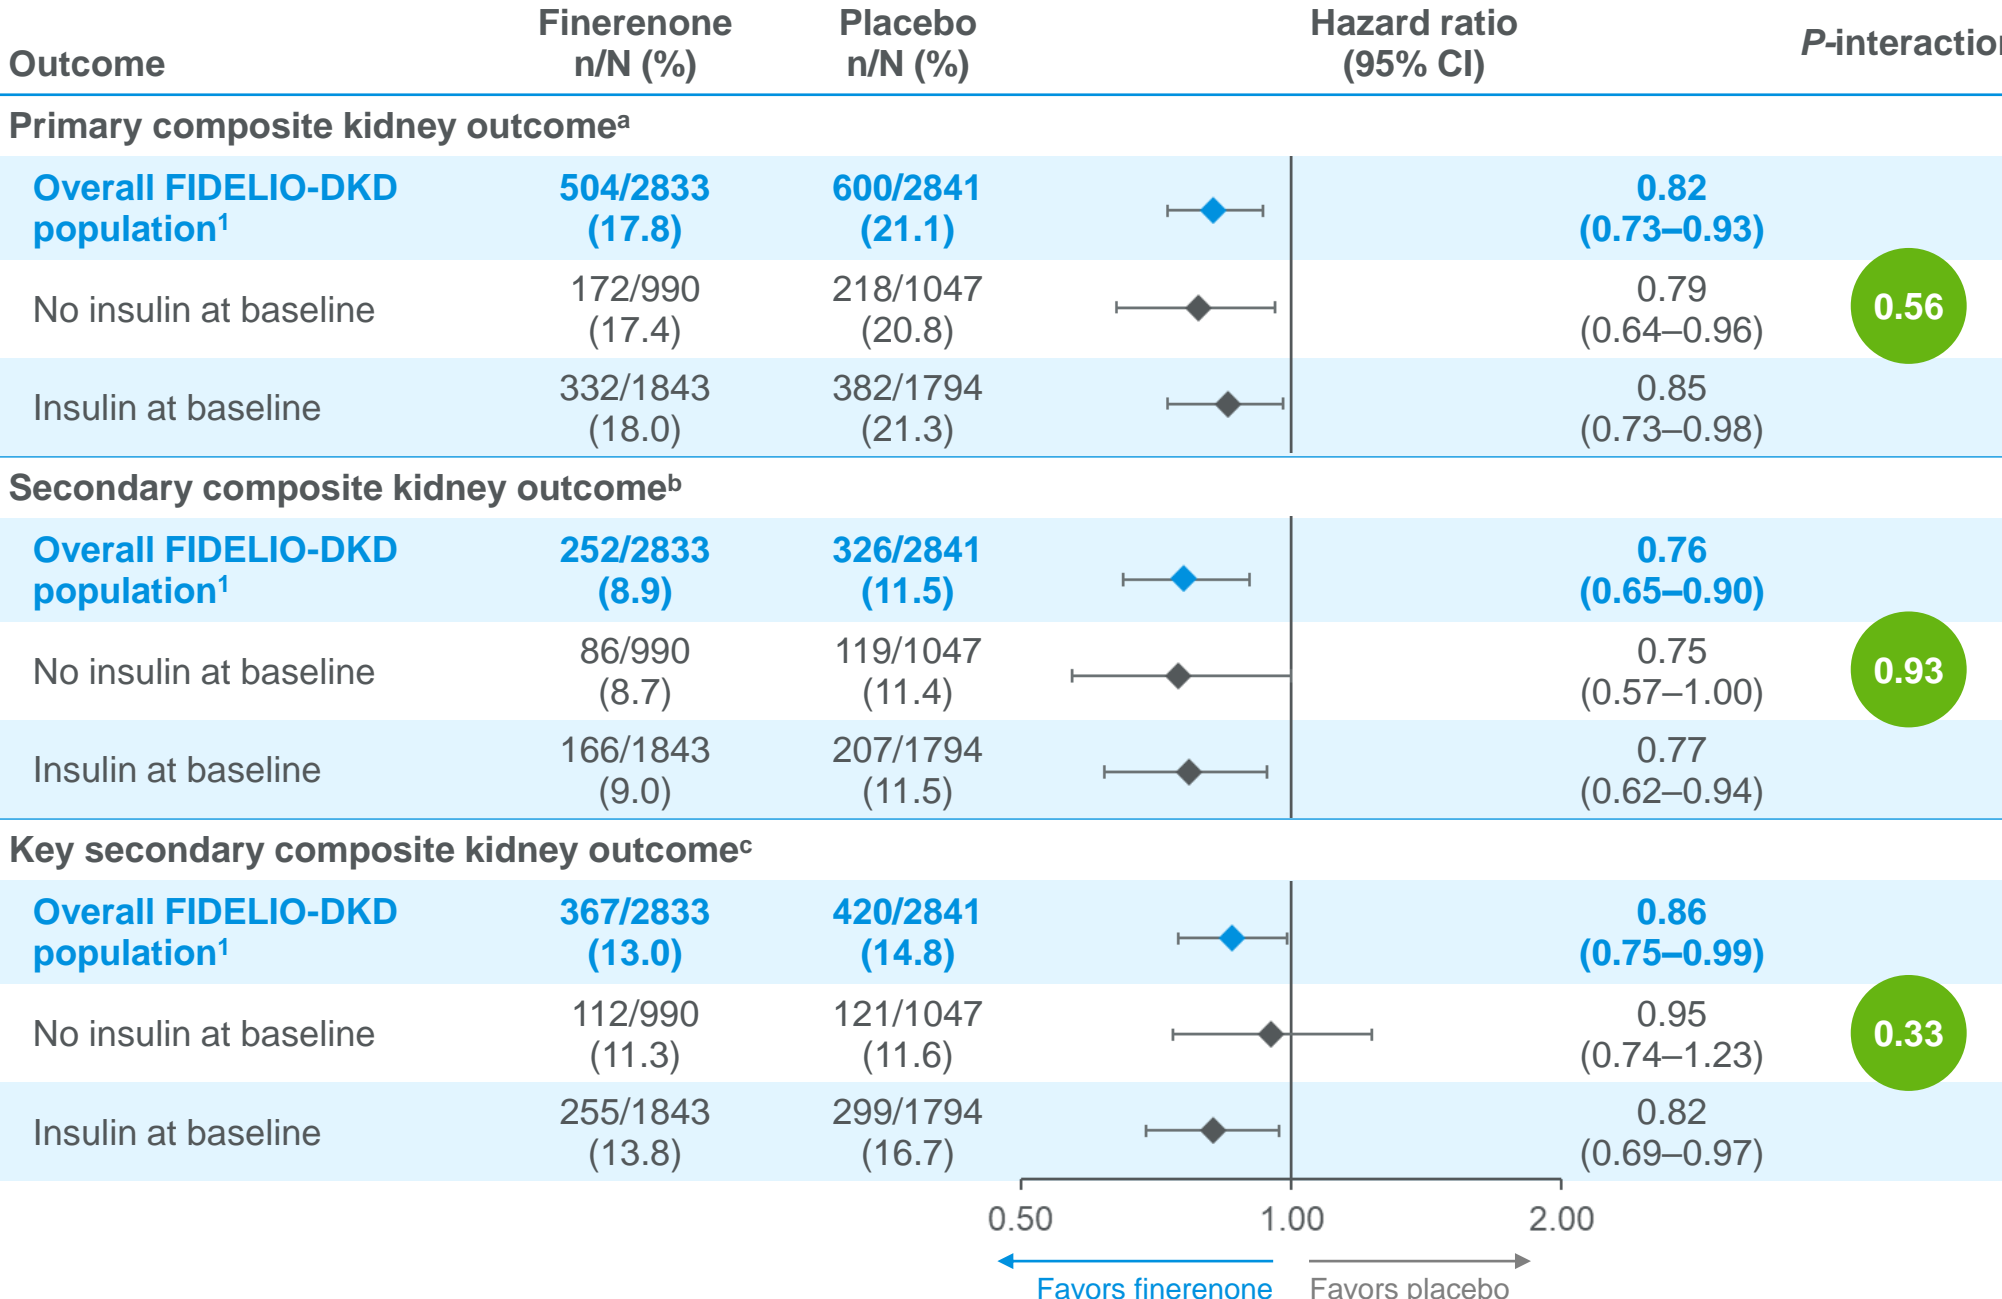 Outcome
Finerenone
n/N (%)
Placebo
n/N (%)
Hazard ratio
(95% CI)
P-interaction
Primary composite kidney outcomeᵃ
Overall FIDELIO-DKD
population¹
504/2833
(17.8)
600/2841
(21.1)
0.82
(0.73–0.93)
No insulin at baseline
172/990
(17.4)
218/1047
(20.8)
0.79
(0.64–0.96)
0.56
Insulin at baseline
332/1843
(18.0)
382/1794
(21.3)
0.85
(0.73–0.98)
Secondary composite kidney outcomeᵇ
Overall FIDELIO-DKD
population¹
252/2833
(8.9)
326/2841
(11.5)
0.76
(0.65–0.90)
No insulin at baseline
86/990
(8.7)
119/1047
(11.4)
0.75
(0.57–1.00)
0.93
Insulin at baseline
166/1843
(9.0)
207/1794
(11.5)
0.77
(0.62–0.94)
Key secondary composite kidney outcomeᶜ
Overall FIDELIO-DKD
population¹
367/2833
(13.0)
420/2841
(14.8)
0.86
(0.75–0.99)
No insulin at baseline
112/990
(11.3)
121/1047
(11.6)
0.95
(0.74–1.23)
0.33
Insulin at baseline
255/1843
(13.8)
299/1794
(16.7)
0.82
(0.69–0.97)
0.50 1.00 2.00
Favors finerenone Favors placebo